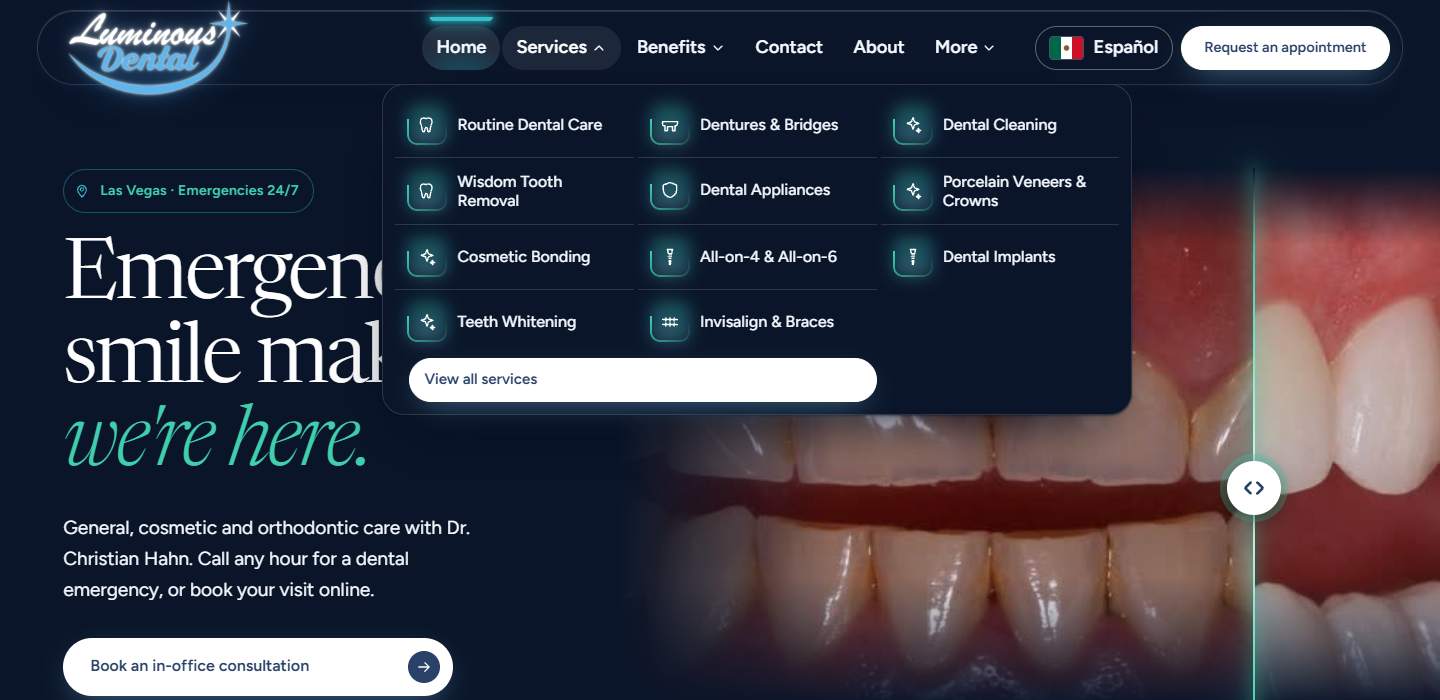 Luminous
Dental
Home
Services
Benefits
Contact
About
More
Español
Request an appointment
Routine Dental Care
Dentures & Bridges
Dental Cleaning
Wisdom Tooth
Removal
Dental Appliances
Porcelain Veneers &
Crowns
Cosmetic Bonding
All-on-4 & All-on-6
Dental Implants
Teeth Whitening
Invisalign & Braces
View all services
Las Vegas · Emergencies 24/7
Emergenc
smile mak
we're here.
General, cosmetic and orthodontic care with Dr.
Christian Hahn. Call any hour for a dental
emergency, or book your visit online.
Book an in-office consultation